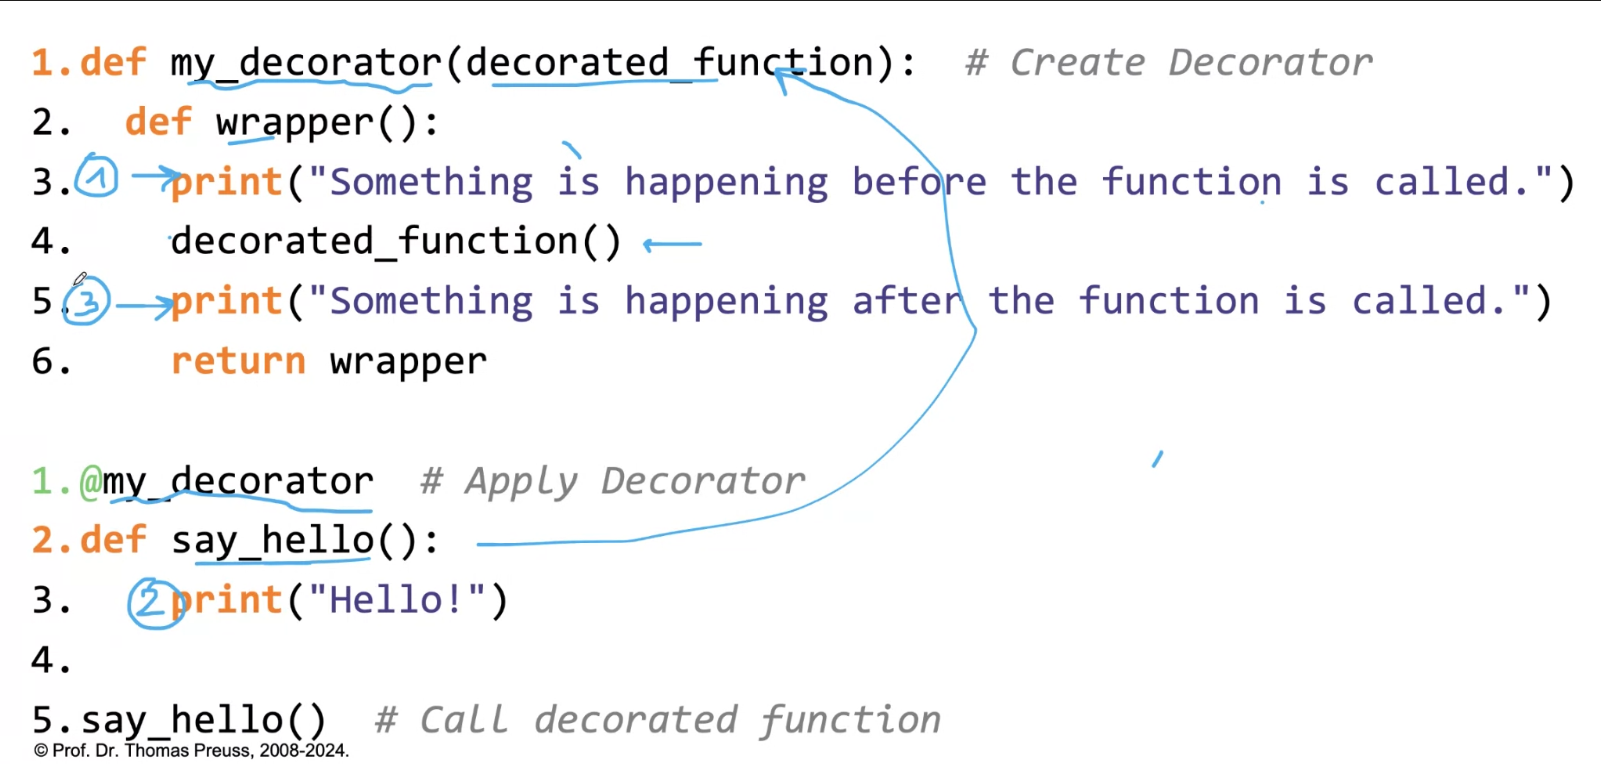 1.def my_decorator(decorated_function):  # Create Decorator
2.  def wrapper():
3. 1 print("Something is happening before the function is called.")
4.    decorated_function()
5. 3 print("Something is happening after the function is called.")
6.    return wrapper
1.@my_decorator  # Apply Decorator
2.def say_hello():
3.  2 print("Hello!")
4.
5.say_hello()  # Call decorated function
© Prof. Dr. Thomas Preuss, 2008-2024.